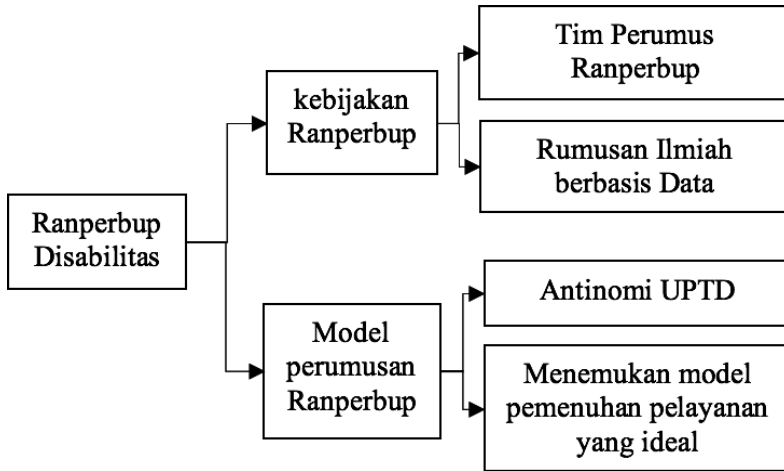 Ranperbup
Disabilitas
kebijakan
Ranperbup
Tim Perumus
Ranperbup
Rumusan Ilmiah
berbasis Data
Model
perumusan
Ranperbup
Antinomi UPTD
Menemukan model
pemenuhan pelayanan
yang ideal